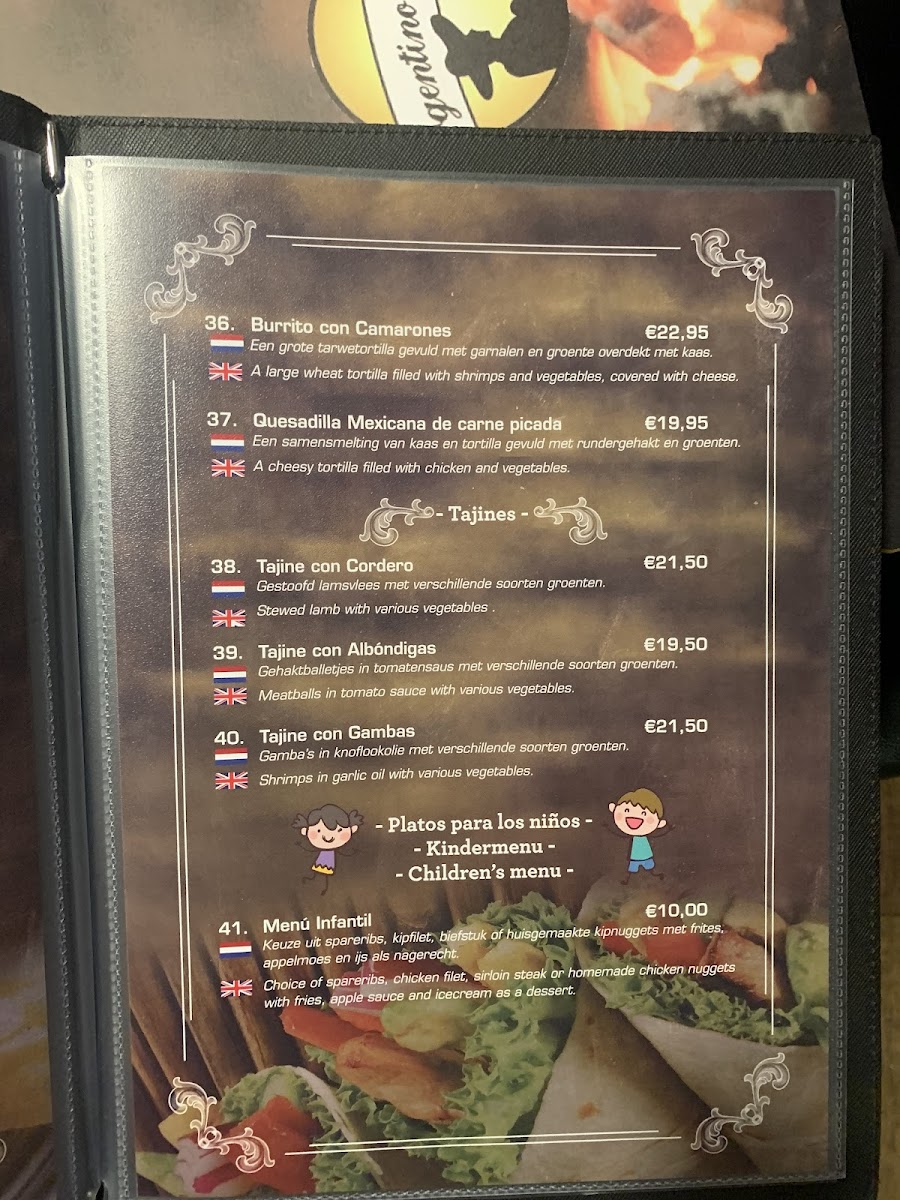 gentino
36. Burrito con Camarones €22,95
Een grote tarwetortilla gevuld met garnalen en groente overdekt met kaas.
A large wheat tortilla filled with shrimps and vegetables, covered with cheese.
37. Quesadilla Mexicana de carne picada €19,95
Een samensmelting van kaas en tortilla gevuld met rundergehakt en groenten.
A cheesy tortilla filled with chicken and vegetables.
- Tajines -
38. Tajine con Cordero €21,50
Gestoofd lamsvlees met verschillende soorten groenten.
Stewed lamb with various vegetables .
39. Tajine con Albóndigas €19,50
Gehaktballetjes in tomatensaus met verschillende soorten groenten.
Meatballs in tomato sauce with various vegetables.
40. Tajine con Gambas €21,50
Gamba's in knoflookolie met verschillende soorten groenten.
Shrimps in garlic oil with various vegetables.
- Platos para los niños -
- Kindermenu -
- Children's menu -
41. Menú Infantil €10,00
Keuze uit spareribs, kipfilet, biefstuk of huisgemaakte kipnuggets met frites,
appelmoes en ijs als nagerecht.
Choice of spareribs, chicken filet, sirloin steak or homemade chicken nuggets
with fries, apple sauce and icecream as a dessert.